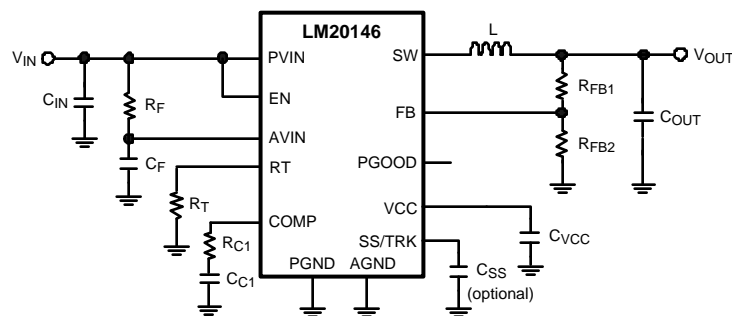 LM20146
VIN
PVIN
SW
L
VOUT
CIN
RF
EN
RFB1
FB
COUT
AVIN
RFB2
CF
RT
PGOOD
RT
VCC
COMP
CVCC
RC1
SS/TRK
CC1
PGND
AGND
CSS
(optional)